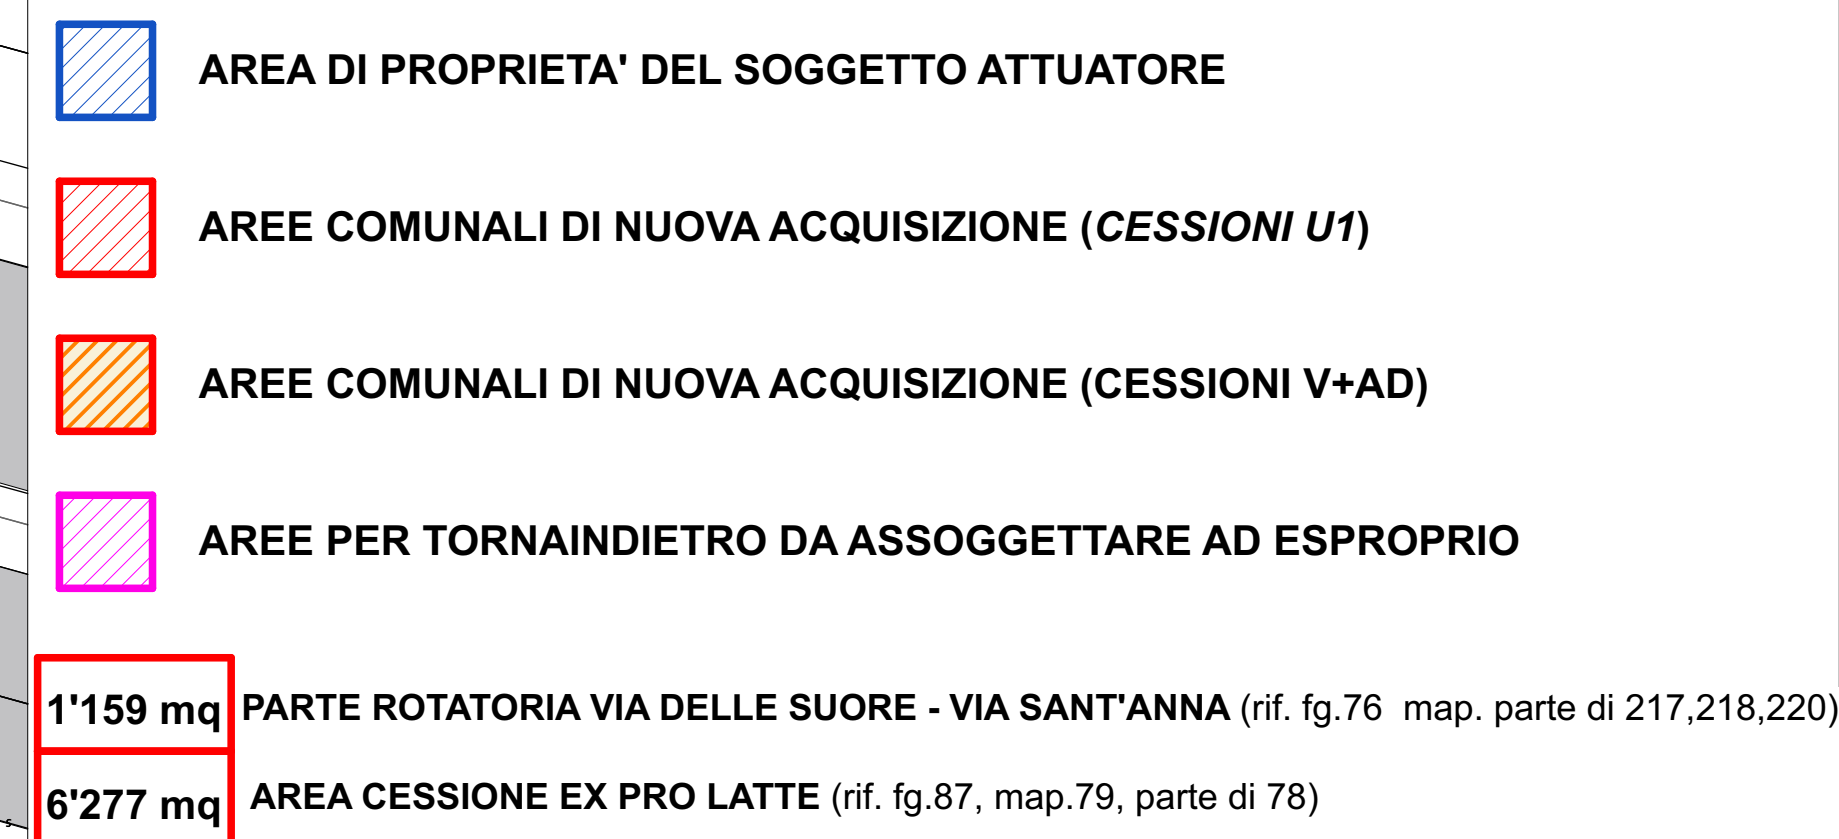 AREA DI PROPRIETA' DEL SOGGETTO ATTUATORE
AREE COMUNALI DI NUOVA ACQUISIZIONE (CESSIONI U1)
AREE COMUNALI DI NUOVA ACQUISIZIONE (CESSIONI V+AD)
AREE PER TORNAINDIETRO DA ASSOGGETTARE AD ESPROPRIO
1'159 mq PARTE ROTATORIA VIA DELLE SUORE - VIA SANT'ANNA (rif. fg.76 map. parte di 217,218,220)
6'277 mq AREA CESSIONE EX PRO LATTE (rif. fg.87, map.79, parte di 78)